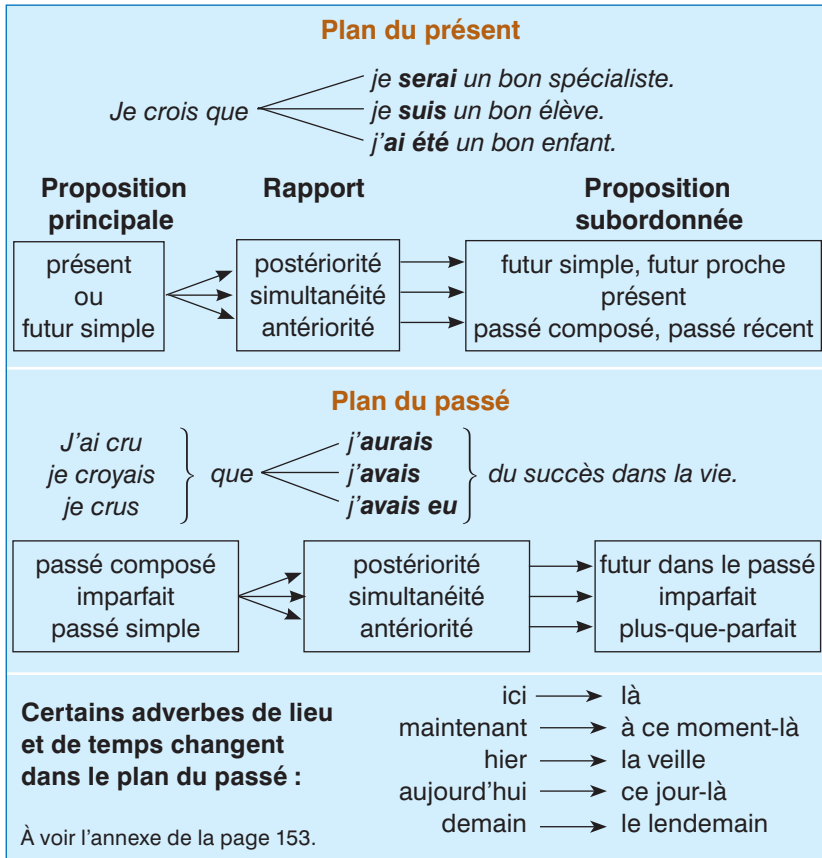 Plan du présent
je serai un bon spécialiste.
Je crois que
je suis un bon élève.
j'ai été un bon enfant.
Proposition principale
Rapport
Proposition subordonnée
présent
ou
futur simple
postériorité
simultanéité
antériorité
futur simple, futur proche
présent
passé composé, passé récent
Plan du passé
J'ai cru
je croyais
je crus
que
j'aurais
j'avais
j'avais eu
du succès dans la vie.
passé composé
imparfait
passé simple
postériorité
simultanéité
antériorité
futur dans le passé
imparfait
plus-que-parfait
Certains adverbes de lieu
et de temps changent
dans le plan du passé :
À voir l'annexe de la page 153.
ici là
maintenant à ce moment-là
hier la veille
aujourd'hui ce jour-là
demain le lendemain